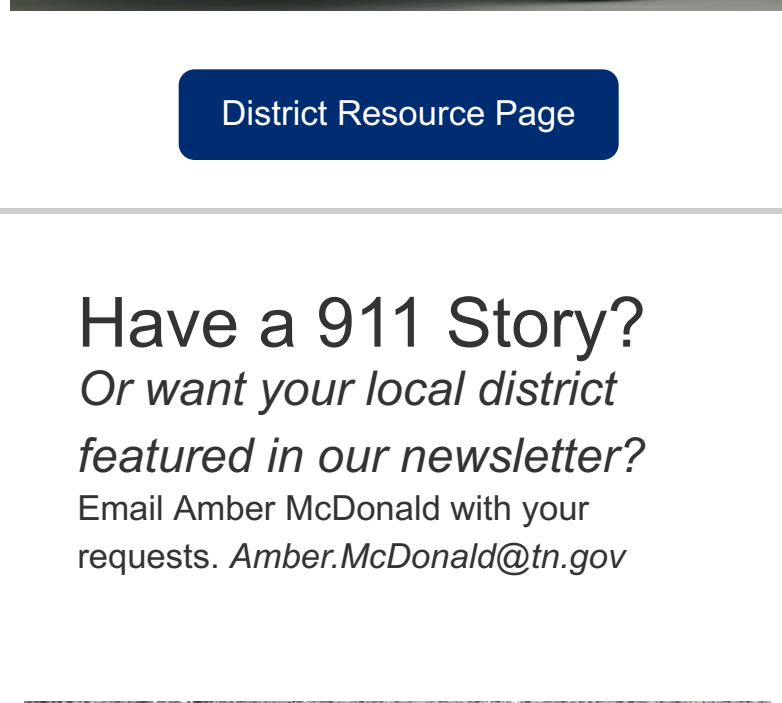 District Resource Page
Have a 911 Story?
Or want your local district
featured in our newsletter?
Email Amber McDonald with your
requests. Amber.McDonald@tn.gov